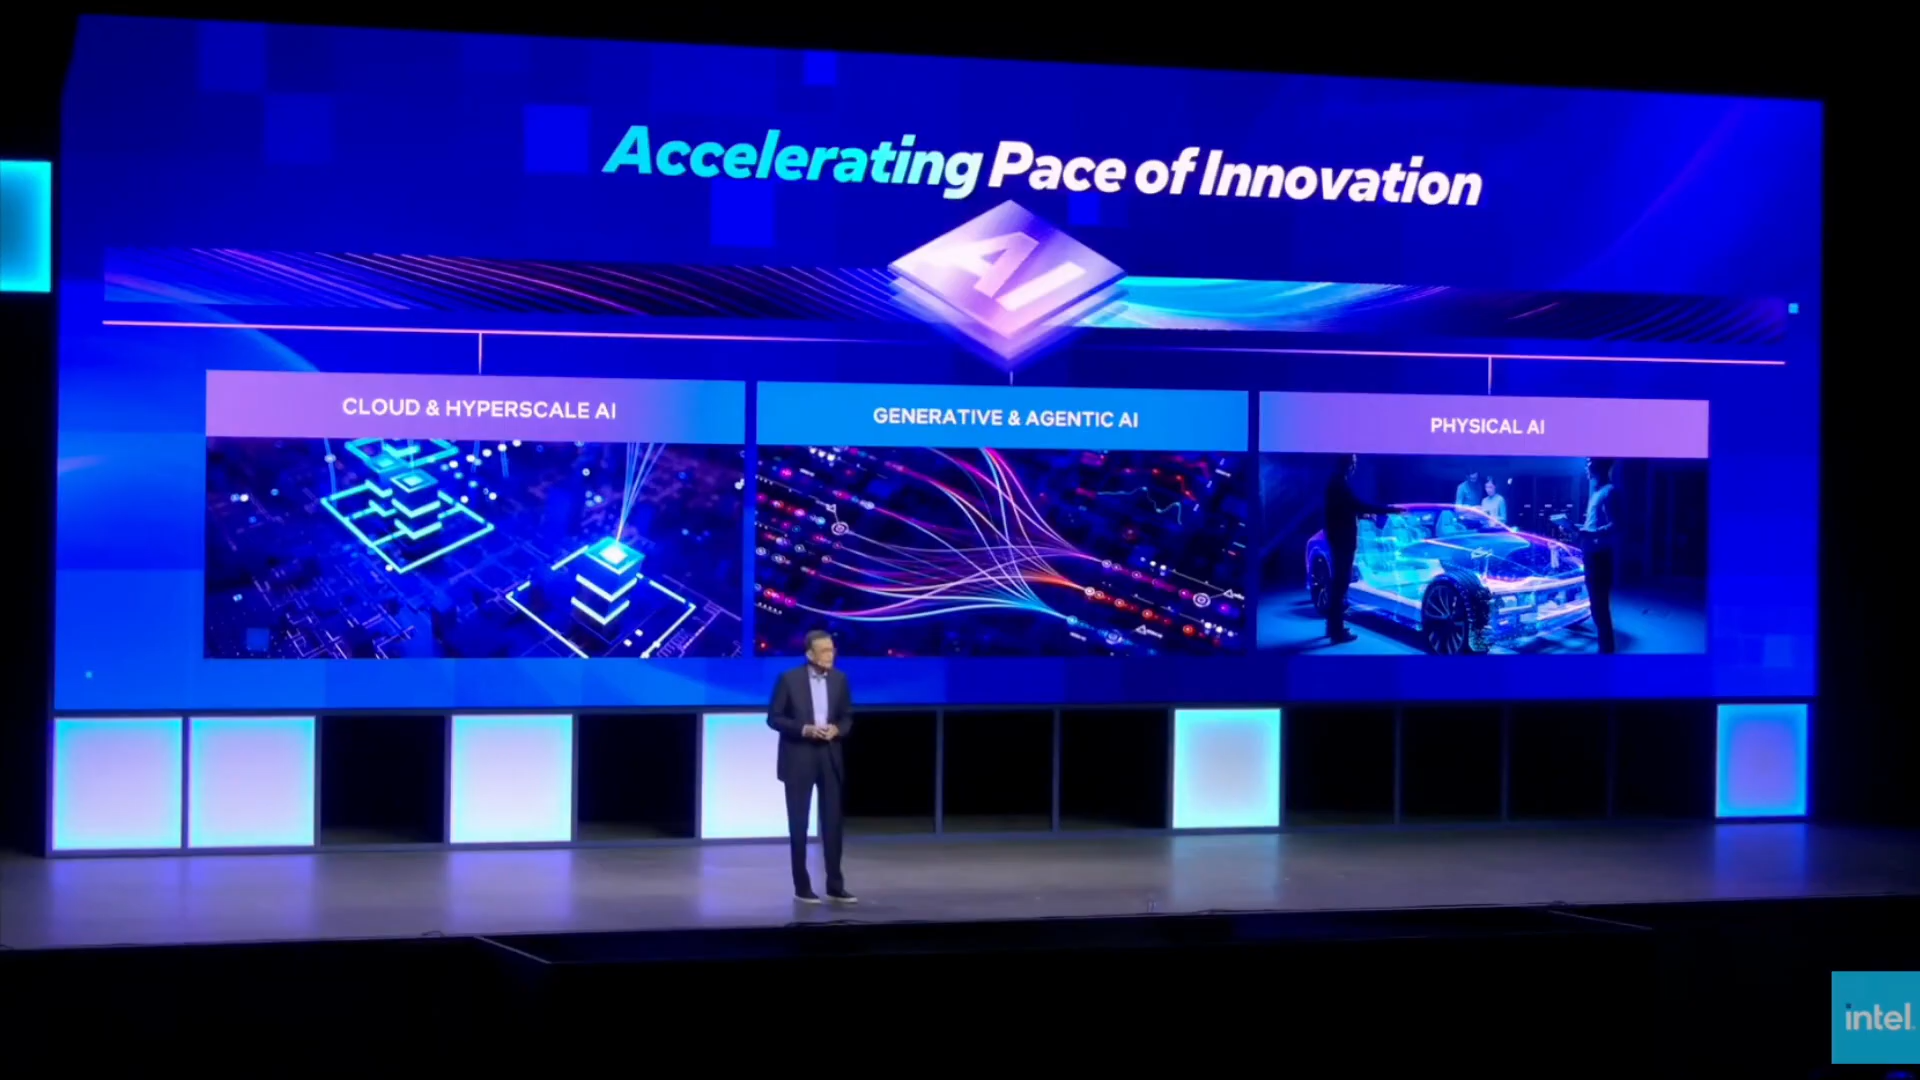 Accelerating Pace of Innovation
AI
CLOUD & HYPERSCALE AI
GENERATIVE & AGENTIC AI
PHYSICAL AI
intel